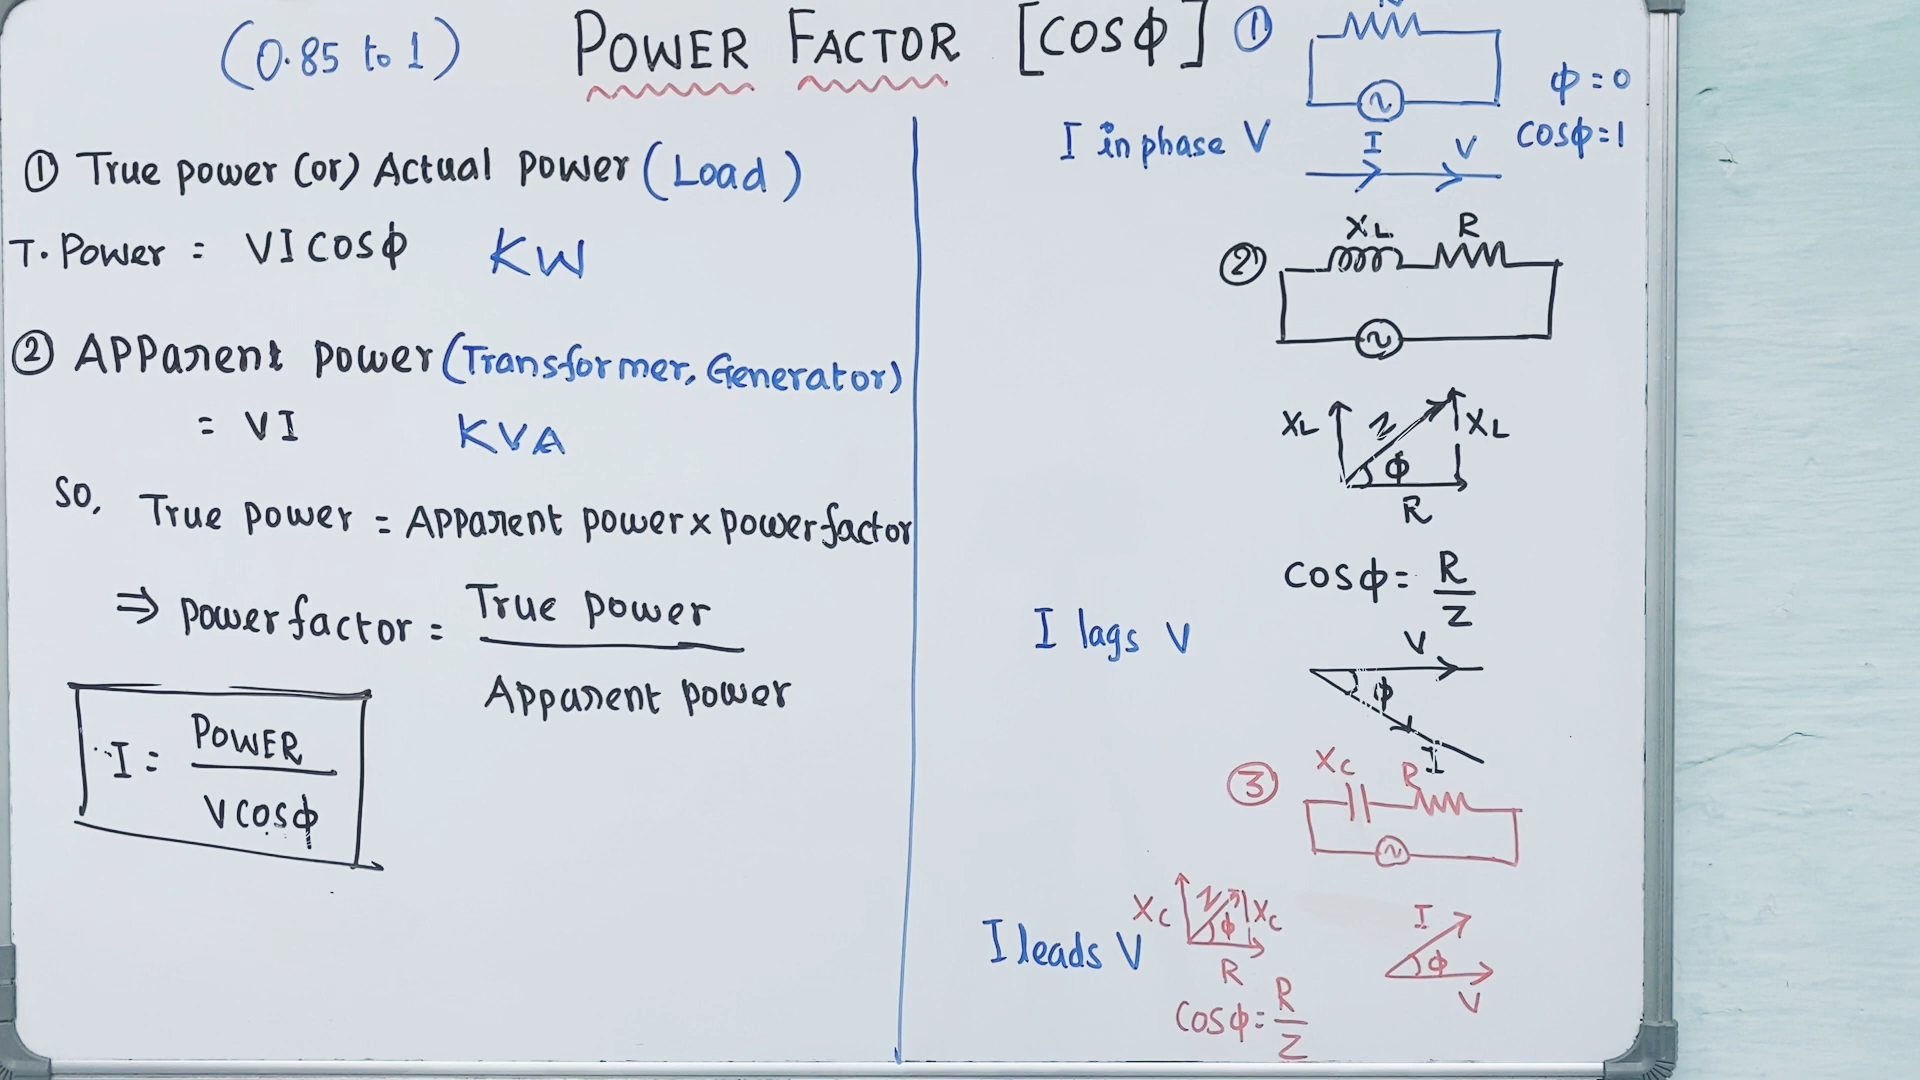 (0.85 to 1) POWER FACTOR [COSϕ]
① True power (or) Actual power (Load)
T. Power = VI COSϕ KW
② APParent power (Transformer, Generator)
= VI KVA
So, True power = Apparent power x power factor
⇒ power factor = True power
Apparent power
I = POWER
V COSϕ
①
ϕ = 0
COSϕ = 1
I in phase V
I V
②
XL R
XL Z XL
ϕ
R
COSϕ = R
Z
I lags V
V
ϕ
I
③
XC R
I leads V
XC Z XC
ϕ
R
COSϕ = R
Z
I
ϕ
V